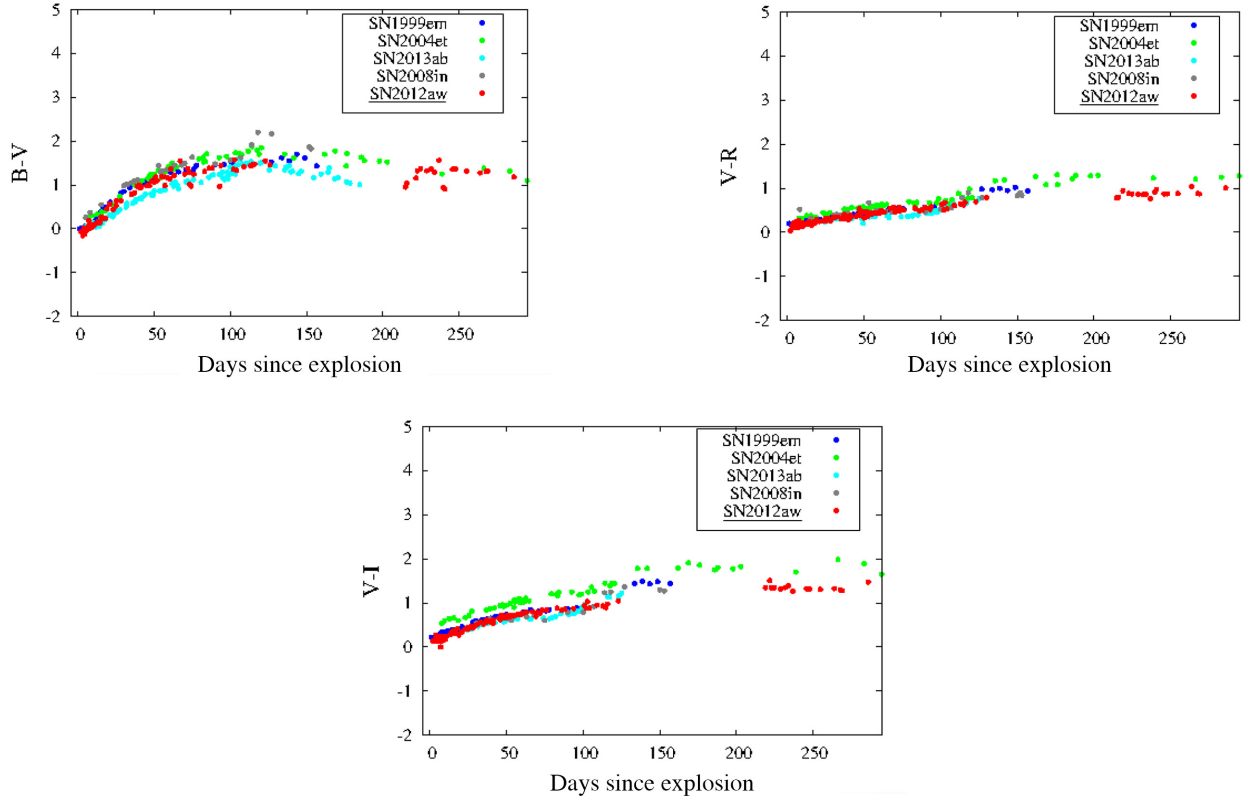 5
4
3
2
1
0
-1
-2
B-V
SN1999em
SN2004et
SN2013ab
SN2008in
SN2012aw
0 50 100 150 200 250
Days since explosion
5
4
3
2
1
0
-1
-2
V-R
SN1999em
SN2004et
SN2013ab
SN2008in
SN2012aw
0 50 100 150 200 250
Days since explosion
5
4
3
2
1
0
-1
-2
V-I
SN1999em
SN2004et
SN2013ab
SN2008in
SN2012aw
0 50 100 150 200 250
Days since explosion